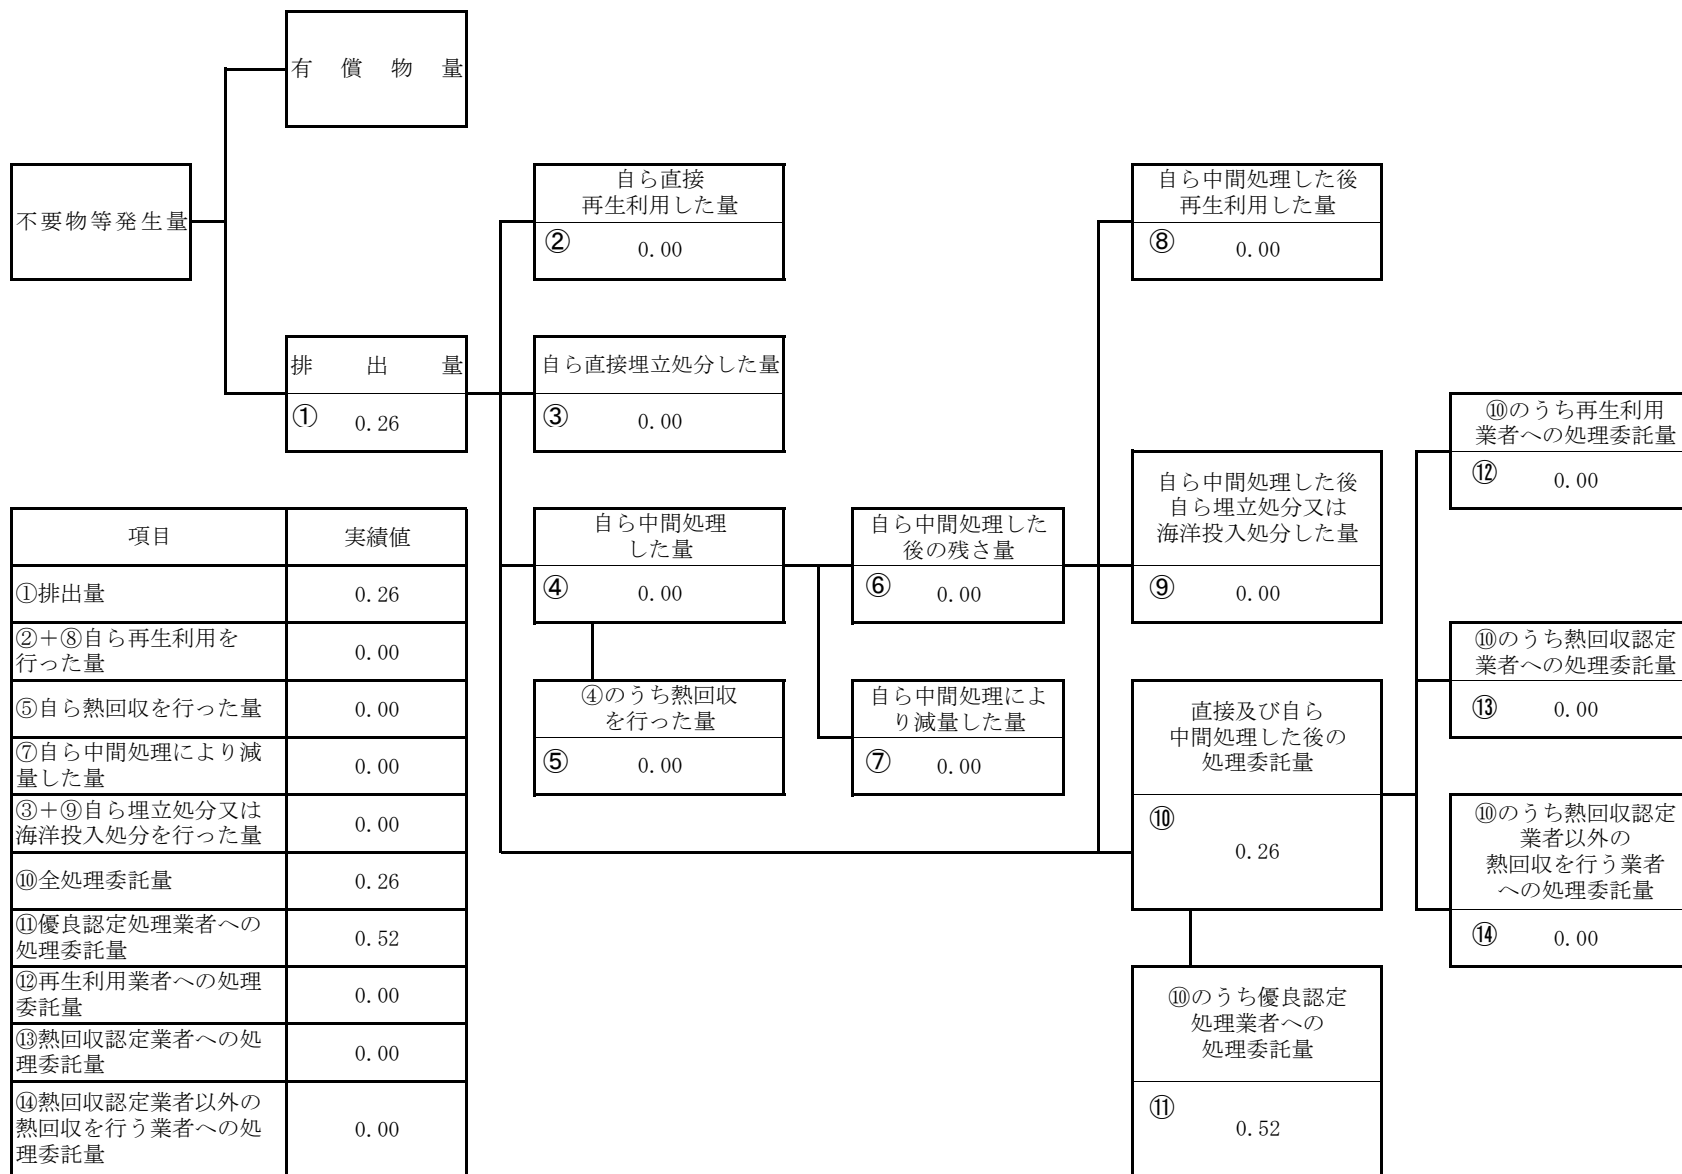 有償物量
不要物等発生量
排出量
① 0.26
自ら直接
再生利用した量
② 0.00
自ら直接埋立処分した量
③ 0.00
自ら中間処理
した量
④ 0.00
④のうち熱回収
を行った量
⑤ 0.00
自ら中間処理した
後の残さ量
⑥ 0.00
自ら中間処理によ
り減量した量
⑦ 0.00
自ら中間処理した後
再生利用した量
⑧ 0.00
自ら中間処理した後
自ら埋立処分又は
海洋投入処分した量
⑨ 0.00
直接及び自ら
中間処理した後の
処理委託量
⑩
0.26
⑩のうち優良認定
処理業者への
処理委託量
⑪
0.52
⑩のうち再生利用
業者への処理委託量
⑫ 0.00
⑩のうち熱回収認定
業者への処理委託量
⑬ 0.00
⑩のうち熱回収認定
業者以外の
熱回収を行う業者
への処理委託量
⑭ 0.00
項目 実績値
①排出量 0.26
②+⑧自ら再生利用を
行った量 0.00
⑤自ら熱回収を行った量 0.00
⑦自ら中間処理により減
量した量 0.00
③+⑨自ら埋立処分又は
海洋投入処分を行った量 0.00
⑩全処理委託量 0.26
⑪優良認定処理業者への
処理委託量 0.52
⑫再生利用業者への処理
委託量 0.00
⑬熱回収認定業者への処
理委託量 0.00
⑭熱回収認定業者以外の
熱回収を行う業者への処
理委託量 0.00